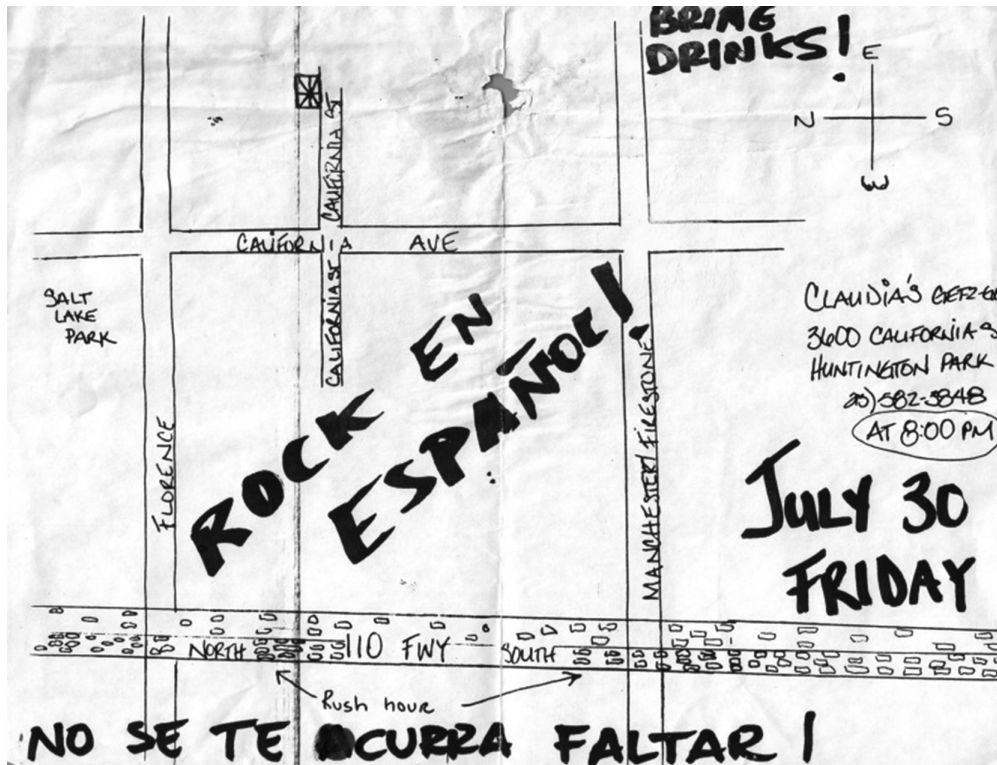 BRING
DRINKS!
E
N
S
W
CALIFORNIA ST
CALIFORNIA AVE
CALIFORNIA ST
SALT
LAKE
PARK
ROCK EN
ESPAÑOL!
FLORENCE
MANCHESTER/FIRESTONE
CLAUDIA'S
3600 CALIFORNIA S
HUNTINGTON PARK
582-3848
AT 8:00 PM
JULY 30
FRIDAY
NORTH
110 FWY
SOUTH
Rush hour
NO SE TE OCURRA FALTAR!